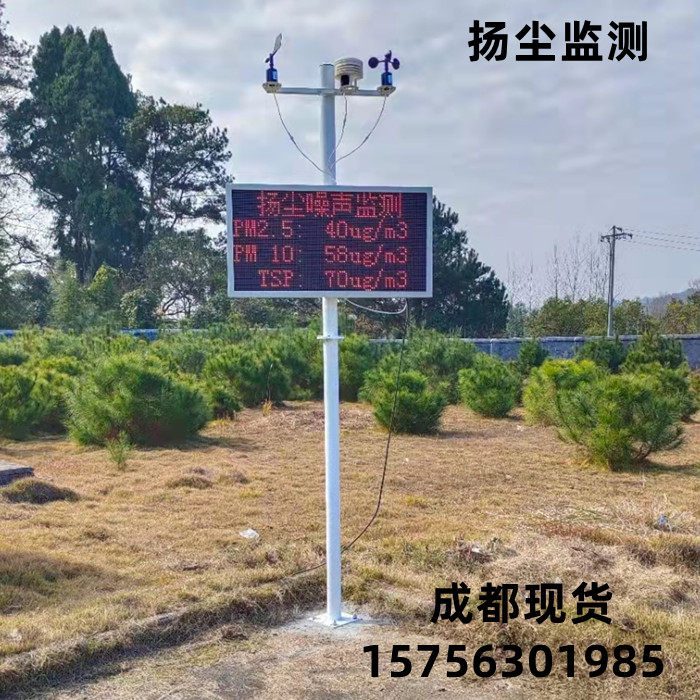 扬尘监测
扬尘噪声监测
PM2.5: 40ug/m3
PM 10: 58ug/m3
TSP: 70ug/m3
成都现货
15756301985